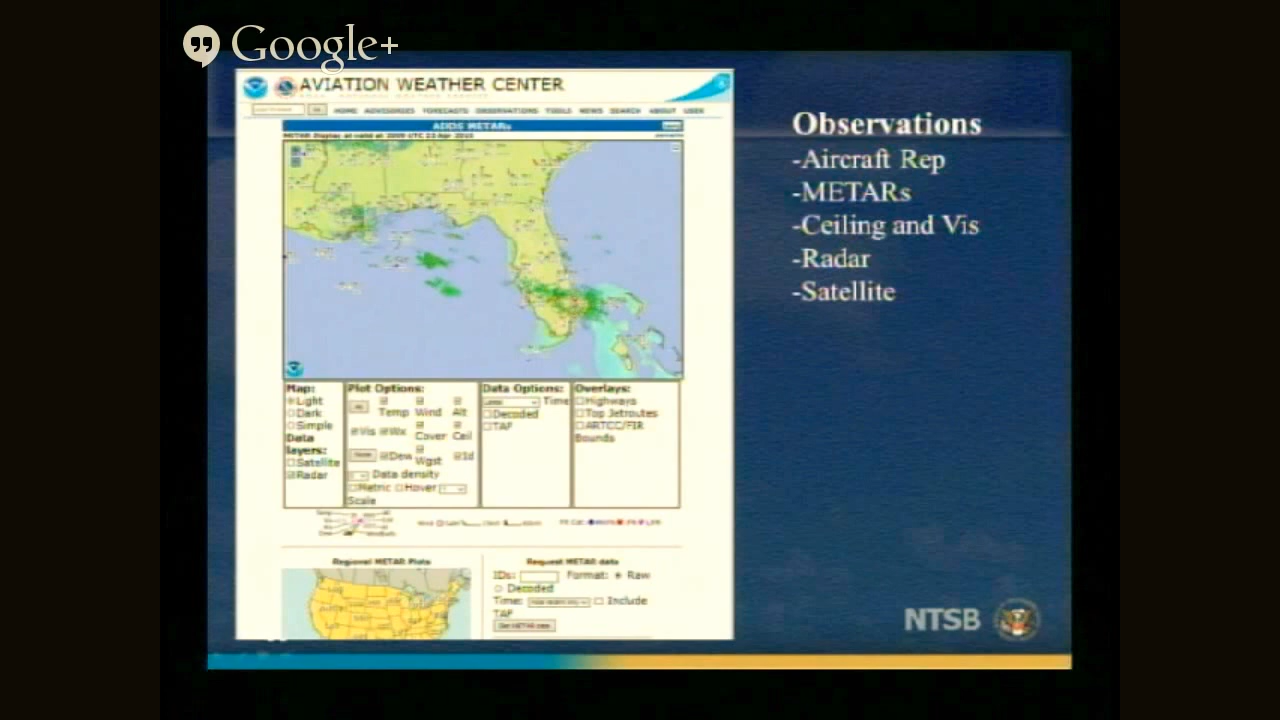 Google+
AVIATION WEATHER CENTER
HOME ADVISORIES FORECASTS OBSERVATIONS TOOLS NEWS SEARCH ABOUT USER
ADDS METARs
Observations
-Aircraft Rep
-METARs
-Ceiling and Vis
-Radar
-Satellite
Map:
Light
Dark
Simple
Data
layers:
Satellite
Radar
Plot Options:
Temp Wind Alt
Vis Wx Cover Ceil
Dew Wgst Id
Data density
Metric Hover
Scale
Data Options:
Time
Decoded
TAF
Overlays:
Highways
Top Jetroutes
ARTCC/FIR
Bounds
Regional METAR Plots
Request METAR data
IDs: Format: Raw
Decoded
Time: Include
TAF
Get METAR data
NTSB